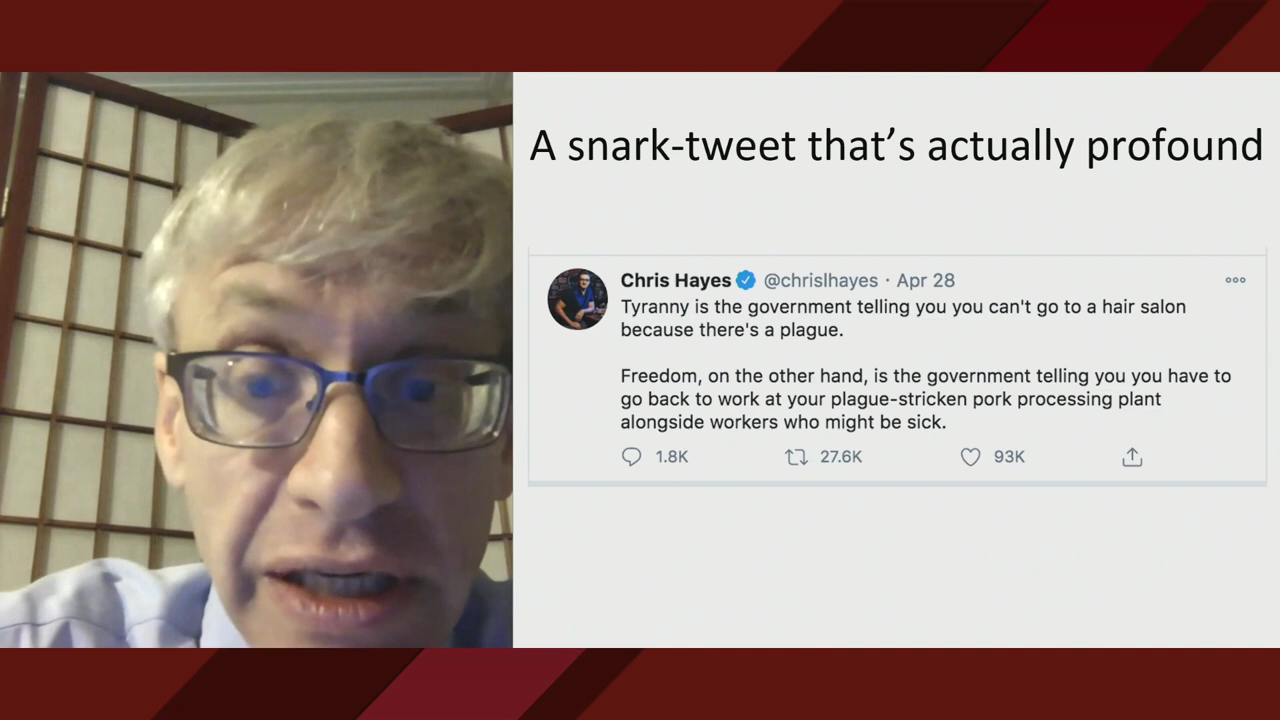 A snark-tweet that’s actually profound
Chris Hayes @chrislhayes · Apr 28
Tyranny is the government telling you you can't go to a hair salon
because there's a plague.
Freedom, on the other hand, is the government telling you you have to
go back to work at your plague-stricken pork processing plant
alongside workers who might be sick.
1.8K 27.6K 93K